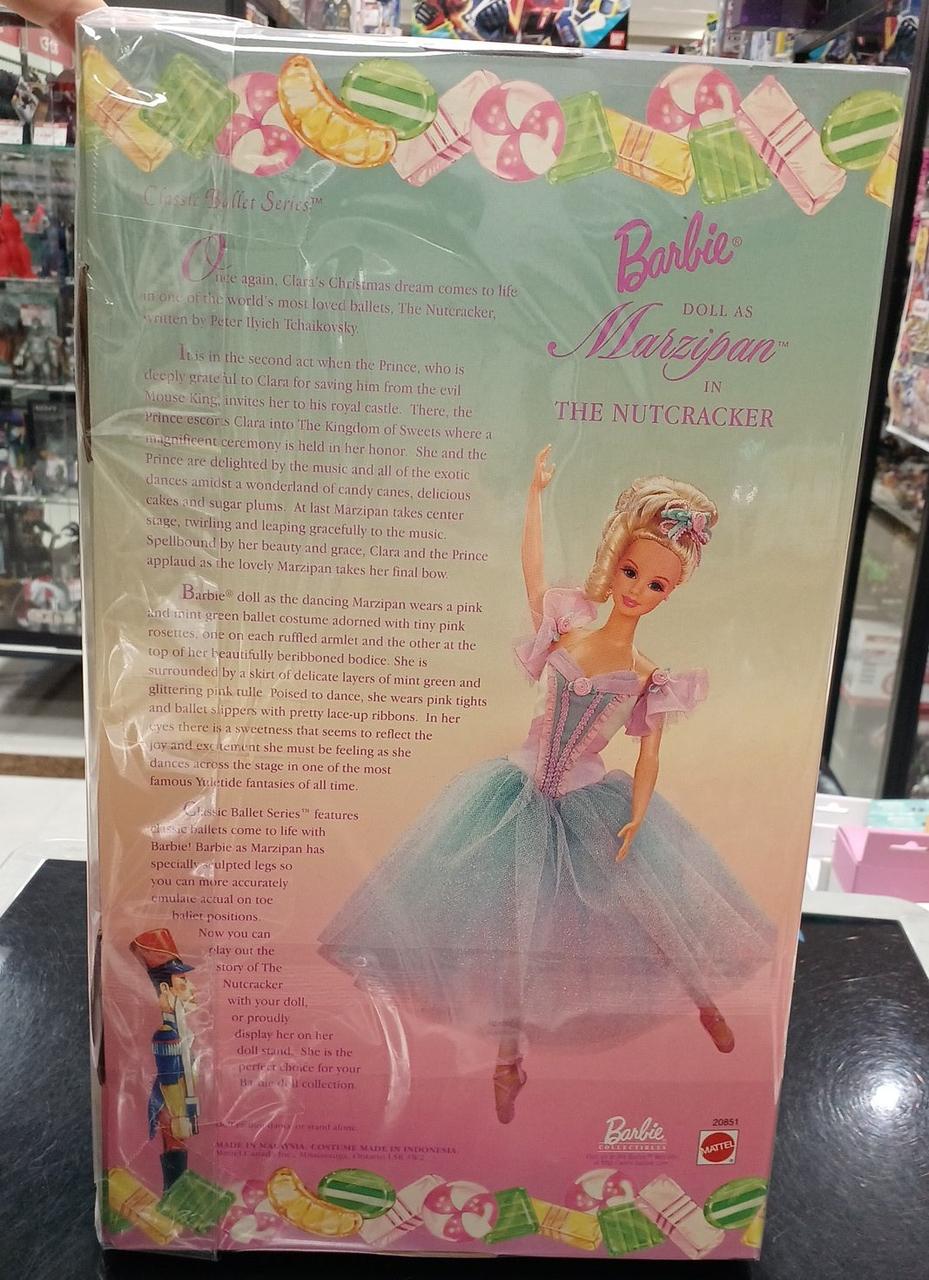 Classic Ballet Series™
Once again, Clara's Christmas dream comes to life
in one of the world's most loved ballets, The Nutcracker,
written by Peter Ilyich Tchaikovsky.
It is in the second act when the Prince, who is
deeply grateful to Clara for saving him from the evil
Mouse King, invites her to his royal castle. There, the
Prince escorts Clara into The Kingdom of Sweets where a
magnificent ceremony is held in her honor. She and the
Prince are delighted by the music and all of the exotic
dances amidst a wonderland of candy canes, delicious
cakes and sugar plums. At last Marzipan takes center
stage, twirling and leaping gracefully to the music.
Spellbound by her beauty and grace, Clara and the Prince
applaud as the lovely Marzipan takes her final bow.
Barbie® doll as the dancing Marzipan wears a pink
and mint green ballet costume adorned with tiny pink
rosettes, one on each ruffled armlet and the other at the
top of her beautifully beribboned bodice. She is
surrounded by a skirt of delicate layers of mint green and
glittering pink tulle. Poised to dance, she wears pink tights
and ballet slippers with pretty lace-up ribbons. In her
eyes there is a sweetness that seems to reflect the
joy and excitement she must be feeling as she
dances across the stage in one of the most
famous Yuletide fantasies of all time.
Classic Ballet Series™ features
classic ballets come to life with
Barbie! Barbie as Marzipan has
specially sculpted legs so
you can more accurately
emulate actual on toe
ballet positions.
Now you can
play out the
story of The
Nutcracker
with your doll,
or proudly
display her on her
doll stand. She is the
perfect choice for your
Barbie doll collection.
Doll cannot dance or stand alone.
MADE IN MALAYSIA. COSTUME MADE IN INDONESIA.
Mattel Canada Inc., Mississauga, Ontario L5R 3W2
Barbie®
DOLL AS
Marzipan™
IN
THE NUTCRACKER
Barbie
COLLECTIBLES
20851
MATTEL